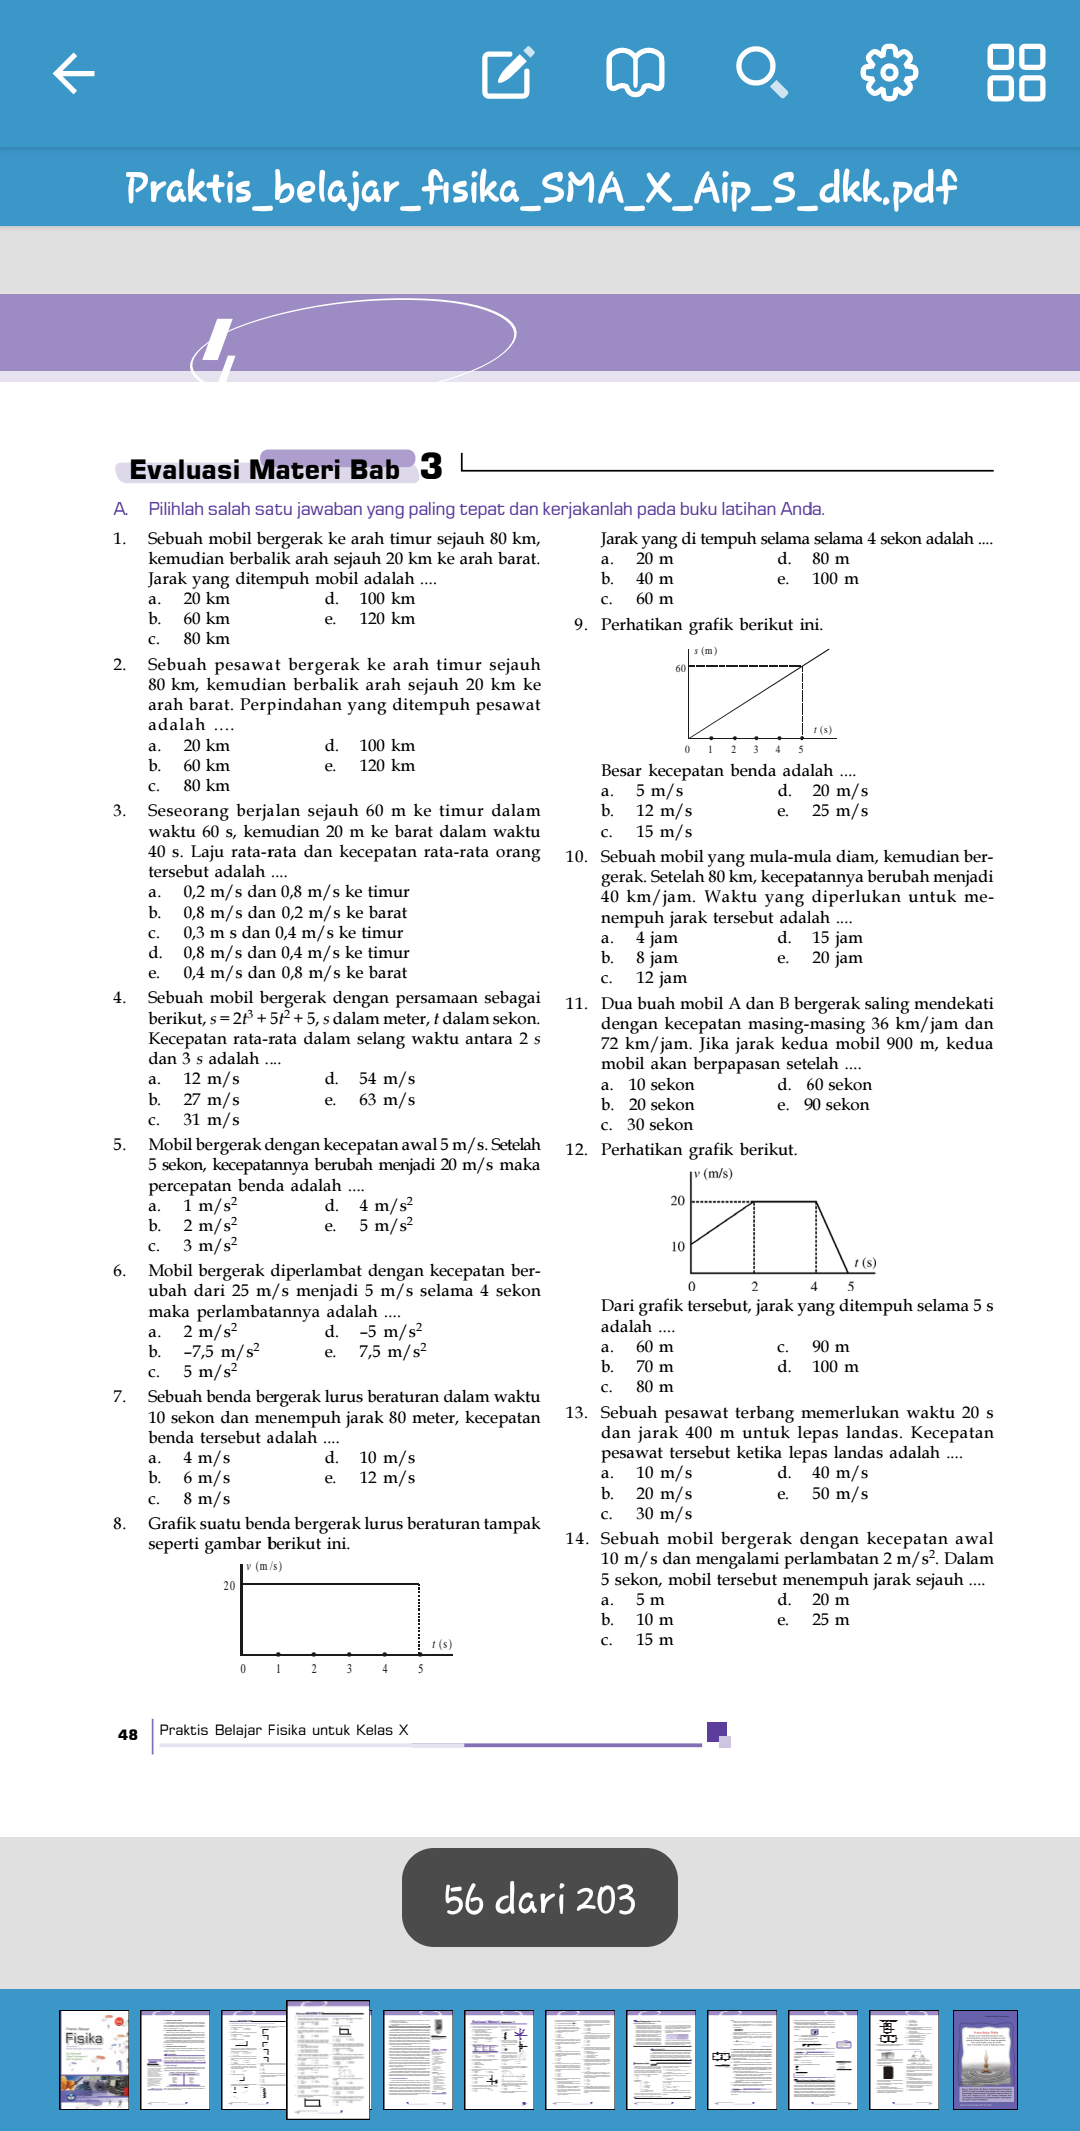 Praktis_belajar_fisika_SMA_X_Aip_S_dkk.pdf
Evaluasi Materi Bab 3
A. Pilihlah salah satu jawaban yang paling tepat dan kerjakanlah pada buku latihan Anda.
1. Sebuah mobil bergerak ke arah timur sejauh 80 km,
kemudian berbalik arah sejauh 20 km ke arah barat.
Jarak yang ditempuh mobil adalah ....
a. 20 km d. 100 km
b. 60 km e. 120 km
c. 80 km
2. Sebuah pesawat bergerak ke arah timur sejauh
80 km, kemudian berbalik arah sejauh 20 km ke
arah barat. Perpindahan yang ditempuh pesawat
adalah ....
a. 20 km d. 100 km
b. 60 km e. 120 km
c. 80 km
3. Seseorang berjalan sejauh 60 m ke timur dalam
waktu 60 s, kemudian 20 m ke barat dalam waktu
40 s. Laju rata-rata dan kecepatan rata-rata orang
tersebut adalah ....
a. 0,2 m/s dan 0,8 m/s ke timur
b. 0,8 m/s dan 0,2 m/s ke barat
c. 0,3 m s dan 0,4 m/s ke timur
d. 0,8 m/s dan 0,4 m/s ke timur
e. 0,4 m/s dan 0,8 m/s ke barat
4. Sebuah mobil bergerak dengan persamaan sebagai
berikut, s = 2t³ + 5t² + 5, s dalam meter, t dalam sekon.
Kecepatan rata-rata dalam selang waktu antara 2 s
dan 3 s adalah ....
a. 12 m/s d. 54 m/s
b. 27 m/s e. 63 m/s
c. 31 m/s
5. Mobil bergerak dengan kecepatan awal 5 m/s. Setelah
5 sekon, kecepatannya berubah menjadi 20 m/s maka
percepatan benda adalah ....
a. 1 m/s² d. 4 m/s²
b. 2 m/s² e. 5 m/s²
c. 3 m/s²
6. Mobil bergerak diperlambat dengan kecepatan ber-
ubah dari 25 m/s menjadi 5 m/s selama 4 sekon
maka perlambatannya adalah ....
a. 2 m/s² d. –5 m/s²
b. –7,5 m/s² e. 7,5 m/s²
c. 5 m/s²
7. Sebuah benda bergerak lurus beraturan dalam waktu
10 sekon dan menempuh jarak 80 meter, kecepatan
benda tersebut adalah ....
a. 4 m/s d. 10 m/s
b. 6 m/s e. 12 m/s
c. 8 m/s
8. Grafik suatu benda bergerak lurus beraturan tampak
seperti gambar berikut ini.
v (m/s)
20
t (s)
0 1 2 3 4 5
Jarak yang di tempuh selama selama 4 sekon adalah ....
a. 20 m d. 80 m
b. 40 m e. 100 m
c. 60 m
9. Perhatikan grafik berikut ini.
s (m)
60
t (s)
0 1 2 3 4 5
Besar kecepatan benda adalah ....
a. 5 m/s d. 20 m/s
b. 12 m/s e. 25 m/s
c. 15 m/s
10. Sebuah mobil yang mula-mula diam, kemudian ber-
gerak. Setelah 80 km, kecepatannya berubah menjadi
40 km/jam. Waktu yang diperlukan untuk me-
nempuh jarak tersebut adalah ....
a. 4 jam d. 15 jam
b. 8 jam e. 20 jam
c. 12 jam
11. Dua buah mobil A dan B bergerak saling mendekati
dengan kecepatan masing-masing 36 km/jam dan
72 km/jam. Jika jarak kedua mobil 900 m, kedua
mobil akan berpapasan setelah ....
a. 10 sekon d. 60 sekon
b. 20 sekon e. 90 sekon
c. 30 sekon
12. Perhatikan grafik berikut.
v (m/s)
20
10
t (s)
0 2 4 5
Dari grafik tersebut, jarak yang ditempuh selama 5 s
adalah ....
a. 60 m c. 90 m
b. 70 m d. 100 m
c. 80 m
13. Sebuah pesawat terbang memerlukan waktu 20 s
dan jarak 400 m untuk lepas landas. Kecepatan
pesawat tersebut ketika lepas landas adalah ....
a. 10 m/s d. 40 m/s
b. 20 m/s e. 50 m/s
c. 30 m/s
14. Sebuah mobil bergerak dengan kecepatan awal
10 m/s dan mengalami perlambatan 2 m/s². Dalam
5 sekon, mobil tersebut menempuh jarak sejauh ....
a. 5 m d. 20 m
b. 10 m e. 25 m
c. 15 m
48 Praktis Belajar Fisika untuk Kelas X
56 dari 203
Fisika